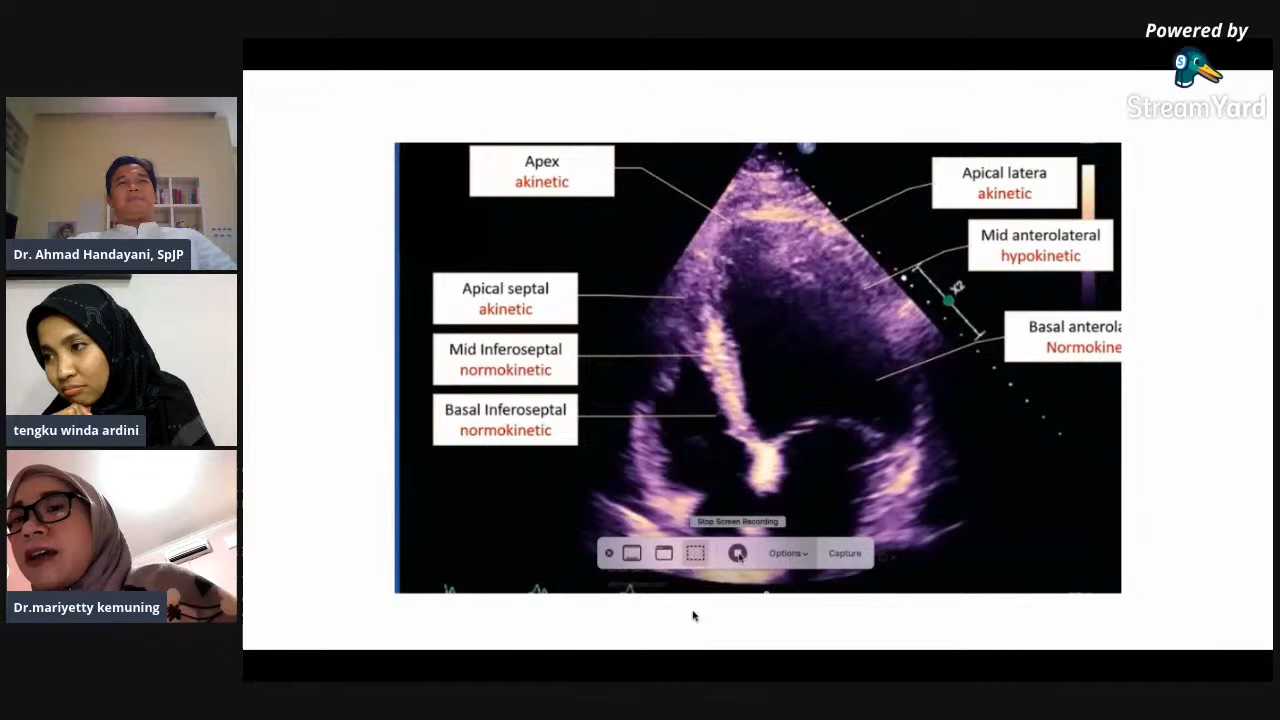 Powered by
StreamYard
Dr. Ahmad Handayani, SpJP
tengku winda ardini
Dr.mariyetty kemuning
Apex
akinetic
Apical latera
akinetic
Mid anterolateral
hypokinetic
X2
Apical septal
akinetic
Basal anterola
Normokine
Mid Inferoseptal
normokinetic
Basal Inferoseptal
normokinetic
Stop Screen Recording
Options
Capture